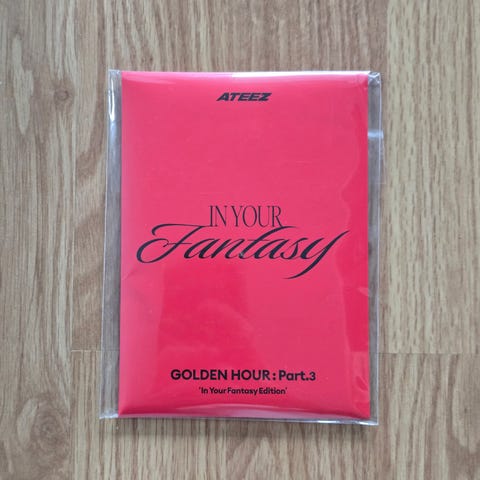 ATEEZ
IN YOUR
Fantasy
GOLDEN HOUR : Part.3
'In Your Fantasy Edition'